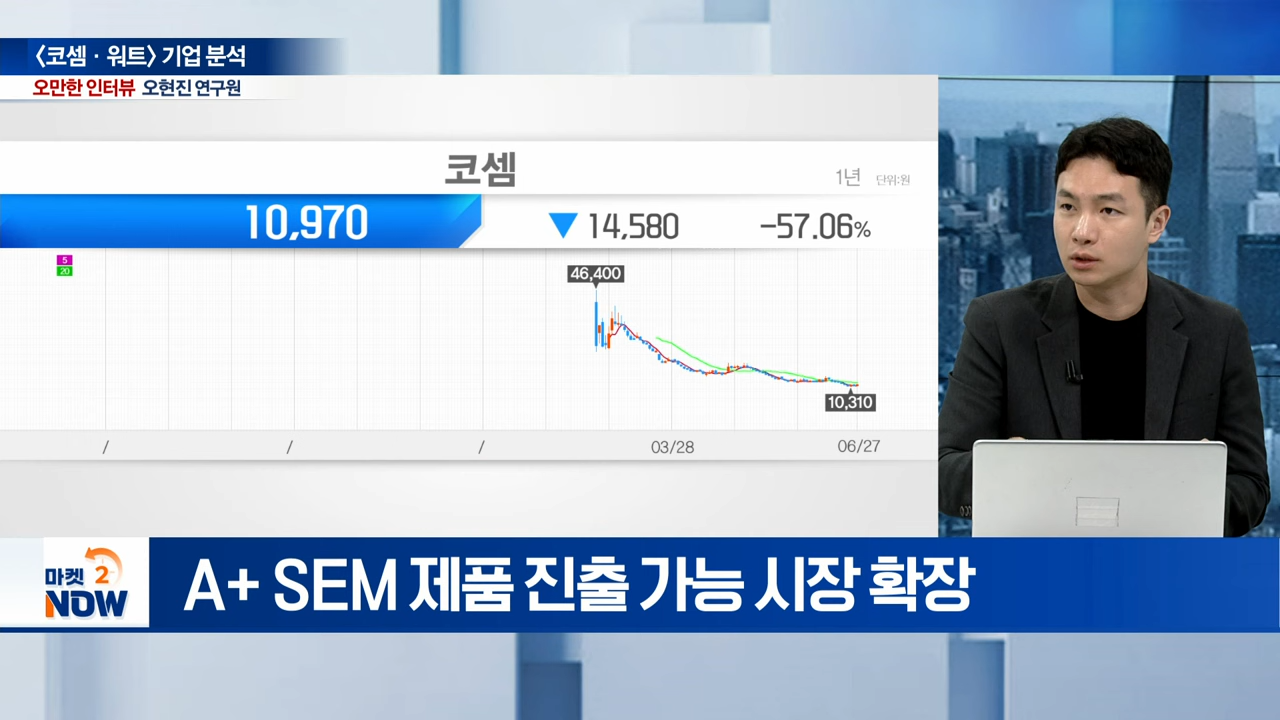 〈코셈 · 워트〉 기업 분석
오만한 인터뷰 오현진 연구원
코셈
1년 단위:원
10,970 ▼ 14,580 -57.06%
5
20
46,400
10,310
/ / / 03/28 06/27
마켓 2
NOW
A+ SEM 제품 진출 가능 시장 확장